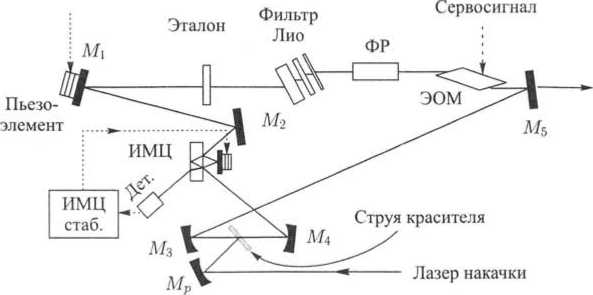 Сервосигнал
Фильтр
Лио
Эталон
ФР
M₁
ЭОМ
Пьезо-
элемент
M₂
M₅
ИМЦ
Дет.
ИМЦ
стаб.
Струя красителя
M₃
M₄
Mₚ
Лазер накачки